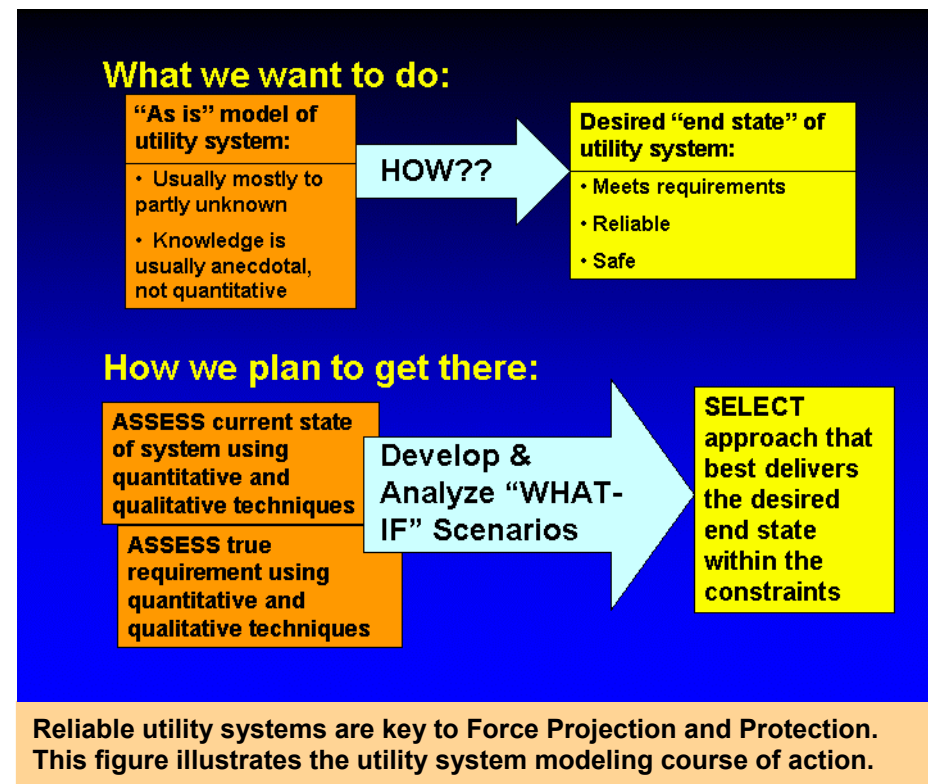 What we want to do:
“As is” model of
utility system:
• Usually mostly to
partly unknown
• Knowledge is
usually anecdotal,
not quantitative
HOW??
Desired “end state” of
utility system:
• Meets requirements
• Reliable
• Safe
How we plan to get there:
ASSESS current state
of system using
quantitative and
qualitative techniques
ASSESS true
requirement using
quantitative and
qualitative techniques
Develop &
Analyze “WHAT-
IF” Scenarios
SELECT
approach that
best delivers
the desired
end state
within the
constraints
Reliable utility systems are key to Force Projection and Protection.
This figure illustrates the utility system modeling course of action.